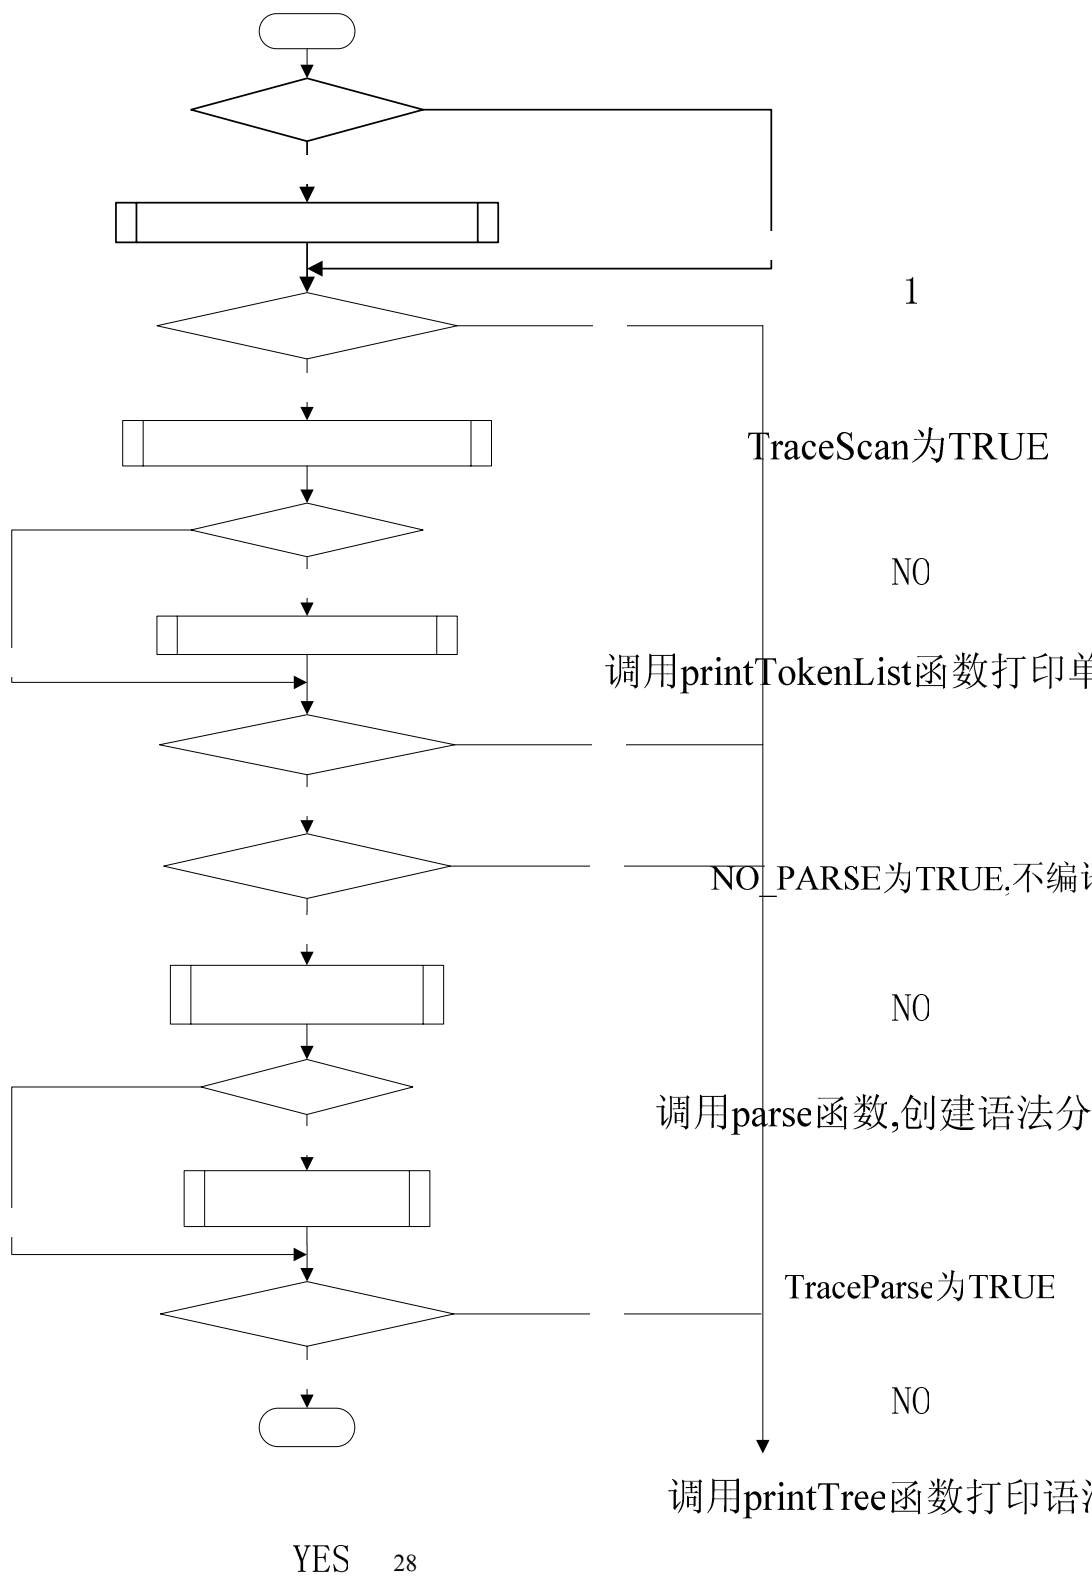 1
TraceScan为TRUE
NO
调用printTokenList函数打印单
NO_PARSE为TRUE,不编
NO
调用parse函数,创建语法分
TraceParse为TRUE
NO
调用printTree函数打印语
YES
28